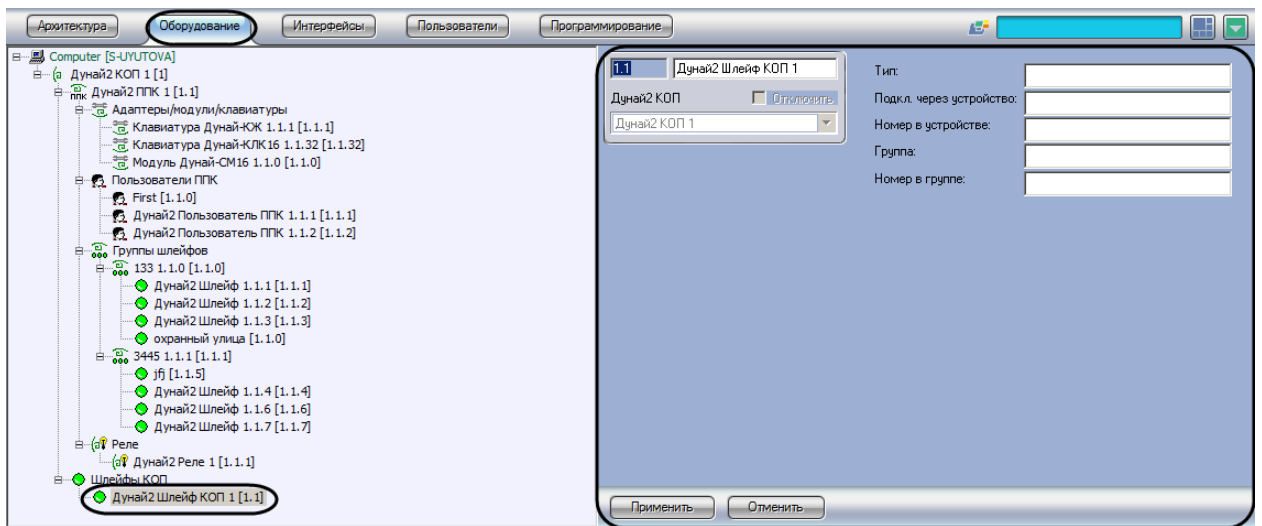 Архитектура Оборудование Интерфейсы Пользователи Программирование
Computer [S-UYUTOVA]
Дунай2 КОП 1 [1]
ппк Дунай2 ППК 1 [1.1]
Адаптеры/модули/клавиатуры
Клавиатура Дунай-КЖ 1.1.1 [1.1.1]
Клавиатура Дунай-КЛК16 1.1.32 [1.1.32]
Модуль Дунай-СМ16 1.1.0 [1.1.0]
Пользователи ППК
First [1.1.0]
Дунай2 Пользователь ППК 1.1.1 [1.1.1]
Дунай2 Пользователь ППК 1.1.2 [1.1.2]
Группы шлейфов
133 1.1.0 [1.1.0]
Дунай2 Шлейф 1.1.1 [1.1.1]
Дунай2 Шлейф 1.1.2 [1.1.2]
Дунай2 Шлейф 1.1.3 [1.1.3]
охранный улица [1.1.0]
3445 1.1.1 [1.1.1]
jfj [1.1.5]
Дунай2 Шлейф 1.1.4 [1.1.4]
Дунай2 Шлейф 1.1.6 [1.1.6]
Дунай2 Шлейф 1.1.7 [1.1.7]
Реле
Дунай2 Реле 1 [1.1.1]
Шлейфы КОП
Дунай2 Шлейф КОП 1 [1.1]
1.1 Дунай2 Шлейф КОП 1
Дунай2 КОП Отключить
Дунай2 КОП 1
Тип:
Подкл. через устройство:
Номер в устройстве:
Группа:
Номер в группе:
Применить Отменить